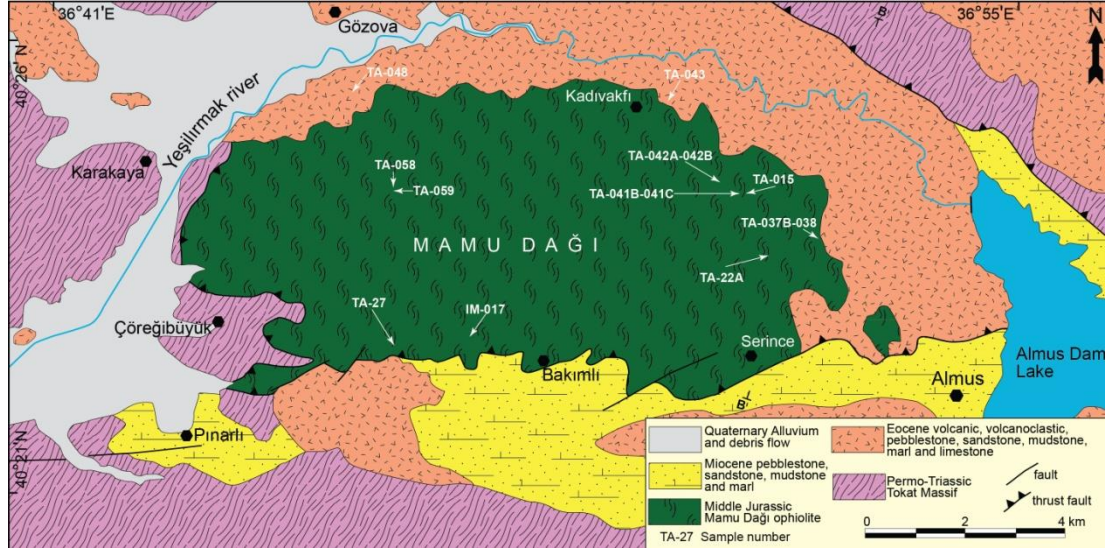 36°41'E
36°55'E
N
B
Gözova
40°26' N
TA-048
TA-043
Kadıvakfı
Yeşilırmak river
Karakaya
TA-058
TA-059
TA-042A-042B
TA-041B-041C
TA-015
TA-037B-038
MAMU DAĞI
TA-22A
TA-27
IM-017
Çöreğibüyük
Serince
Bakımlı
Almus Dam
Lake
Almus
B
Pınarlı
40°21' N
Quaternary Alluvium
and debris flow
Miocene pebblestone,
sandstone, mudstone
and marl
Middle Jurassic
Mamu Dağı ophiolite
TA-27 Sample number
Eocene volcanic, volcanoclastic,
pebblestone, sandstone, mudstone,
marl and limestone
Permo-Triassic
Tokat Massif
fault
thrust fault
0 2 4 km